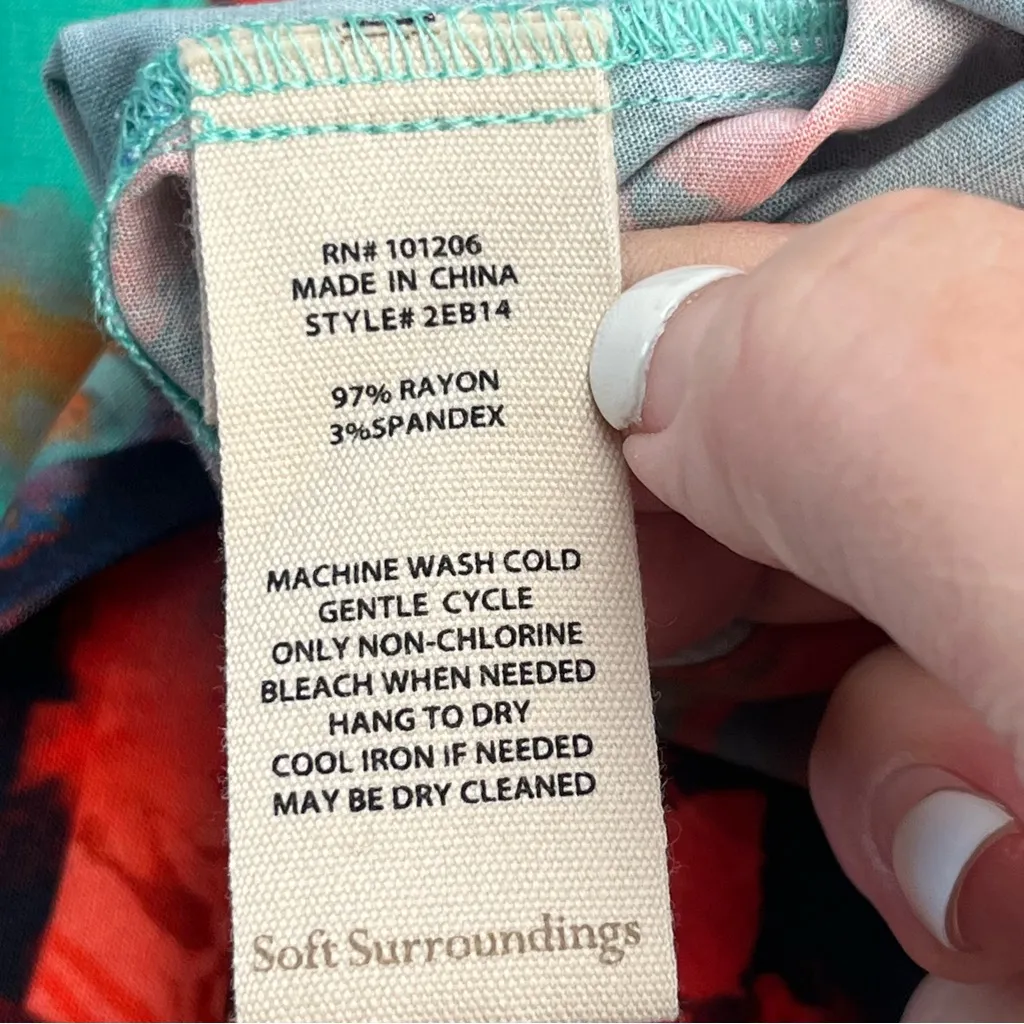 RN# 101206
MADE IN CHINA
STYLE# 2EB14
97% RAYON
3%SPANDEX
MACHINE WASH COLD
GENTLE CYCLE
ONLY NON-CHLORINE
BLEACH WHEN NEEDED
HANG TO DRY
COOL IRON IF NEEDED
MAY BE DRY CLEANED
Soft Surroundings